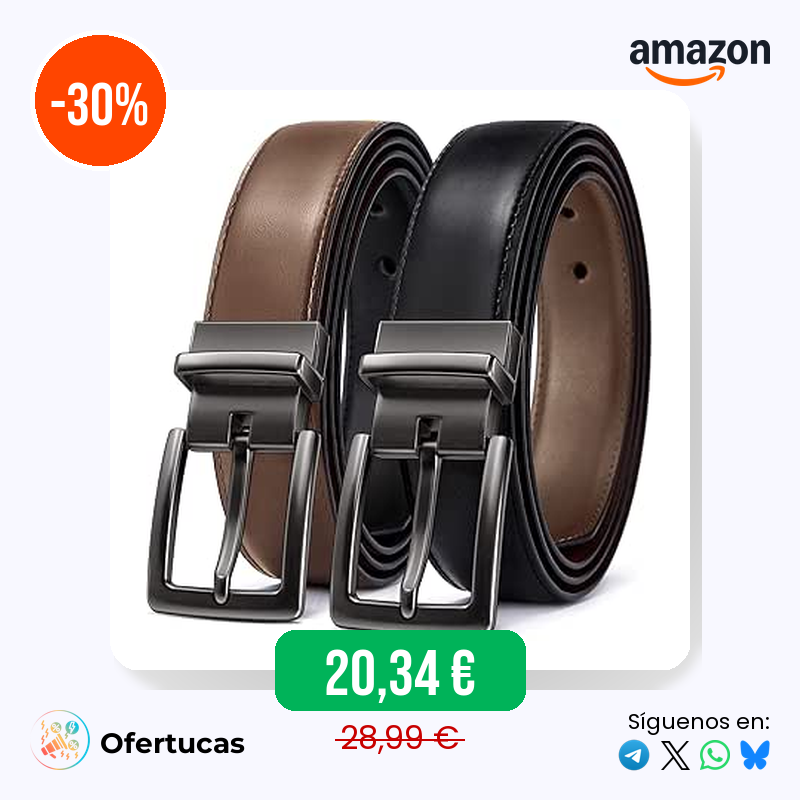 amazon
-30%
20,34 €
28,99 €
Ofertucas
Síguenos en: